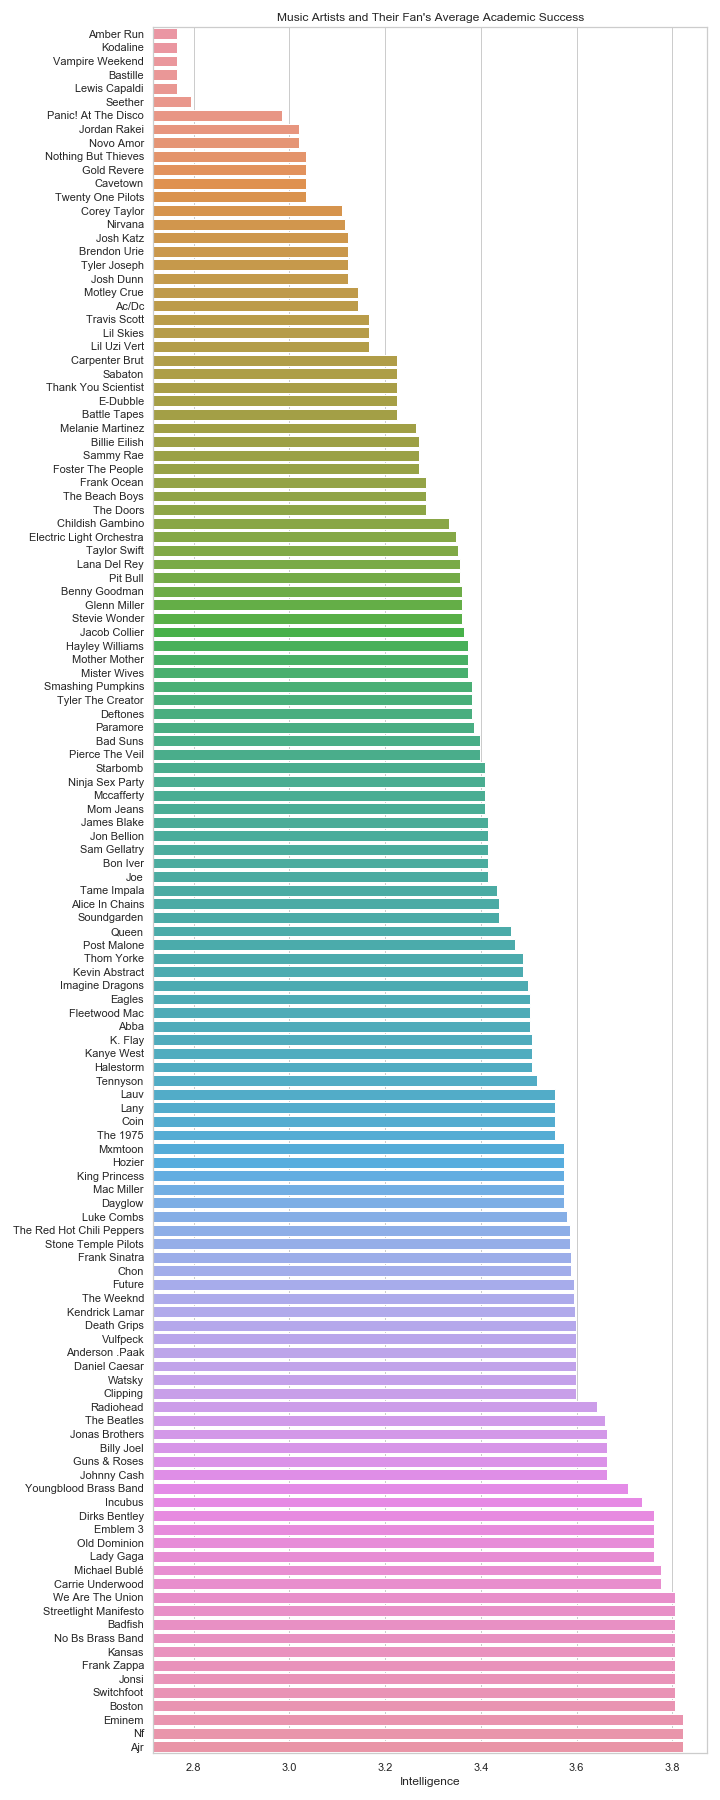 Music Artists and Their Fan's Average Academic Success
Amber Run
Kodaline
Vampire Weekend
Bastille
Lewis Capaldi
Seether
Panic! At The Disco
Jordan Rakei
Novo Amor
Nothing But Thieves
Gold Revere
Cavetown
Twenty One Pilots
Corey Taylor
Nirvana
Josh Katz
Brendon Urie
Tyler Joseph
Josh Dunn
Motley Crue
Ac/Dc
Travis Scott
Lil Skies
Lil Uzi Vert
Carpenter Brut
Sabaton
Thank You Scientist
E-Dubble
Battle Tapes
Melanie Martinez
Billie Eilish
Sammy Rae
Foster The People
Frank Ocean
The Beach Boys
The Doors
Childish Gambino
Electric Light Orchestra
Taylor Swift
Lana Del Rey
Pit Bull
Benny Goodman
Glenn Miller
Stevie Wonder
Jacob Collier
Hayley Williams
Mother Mother
Mister Wives
Smashing Pumpkins
Tyler The Creator
Deftones
Paramore
Bad Suns
Pierce The Veil
Starbomb
Ninja Sex Party
Mccafferty
Mom Jeans
James Blake
Jon Bellion
Sam Gellatry
Bon Iver
Joe
Tame Impala
Alice In Chains
Soundgarden
Queen
Post Malone
Thom Yorke
Kevin Abstract
Imagine Dragons
Eagles
Fleetwood Mac
Abba
K. Flay
Kanye West
Halestorm
Tennyson
Lauv
Lany
Coin
The 1975
Mxmtoon
Hozier
King Princess
Mac Miller
Dayglow
Luke Combs
The Red Hot Chili Peppers
Stone Temple Pilots
Frank Sinatra
Chon
Future
The Weeknd
Kendrick Lamar
Death Grips
Vulfpeck
Anderson .Paak
Daniel Caesar
Watsky
Clipping
Radiohead
The Beatles
Jonas Brothers
Billy Joel
Guns & Roses
Johnny Cash
Youngblood Brass Band
Incubus
Dirks Bentley
Emblem 3
Old Dominion
Lady Gaga
Michael Bublé
Carrie Underwood
We Are The Union
Streetlight Manifesto
Badfish
No Bs Brass Band
Kansas
Frank Zappa
Jonsi
Switchfoot
Boston
Eminem
Nf
Ajr
2.8 3.0 3.2 3.4 3.6 3.8
Intelligence